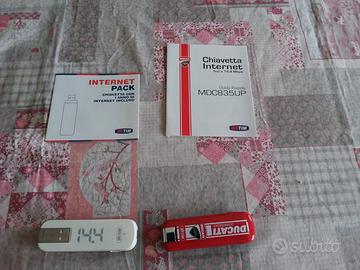 INTERNET
PACK
CHIAVETTA CON
1 ANNO DI
INTERNET INCLUSO
TIM
Chiavetta
Internet
fino a 14.4 Mbps
Guida Rapida
MDC835UP
TIM
14.4
DUCATI
subito